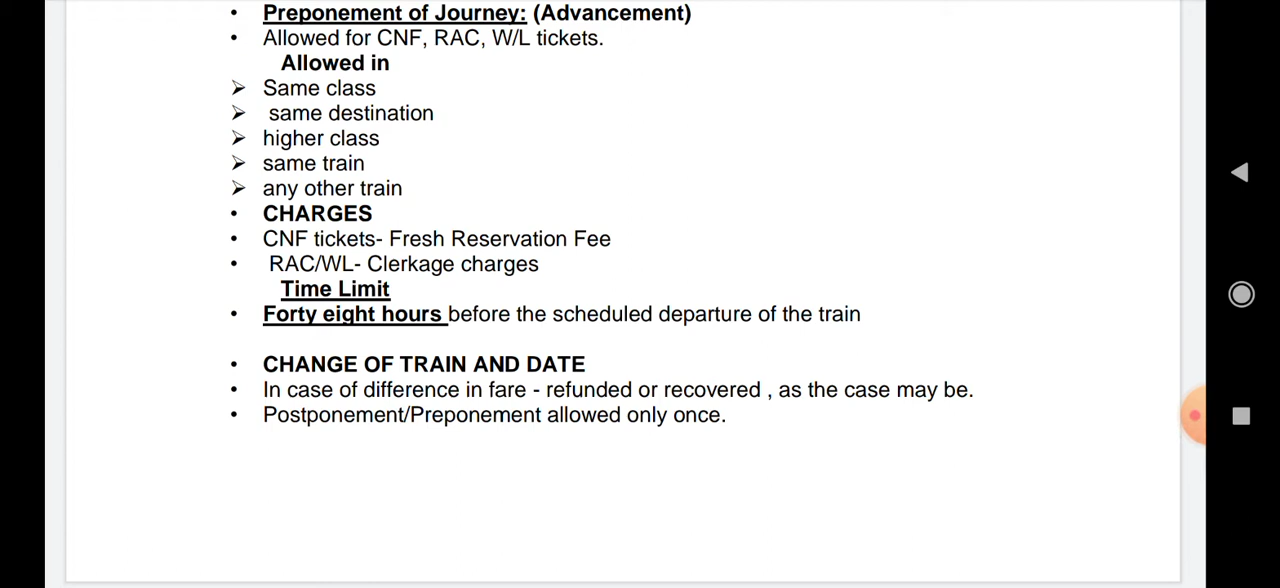 • Preponement of Journey: (Advancement)
• Allowed for CNF, RAC, W/L tickets.
Allowed in
➢ Same class
➢ same destination
➢ higher class
➢ same train
➢ any other train
• CHARGES
• CNF tickets- Fresh Reservation Fee
• RAC/WL- Clerkage charges
Time Limit
• Forty eight hours before the scheduled departure of the train
• CHANGE OF TRAIN AND DATE
• In case of difference in fare - refunded or recovered , as the case may be.
• Postponement/Preponement allowed only once.